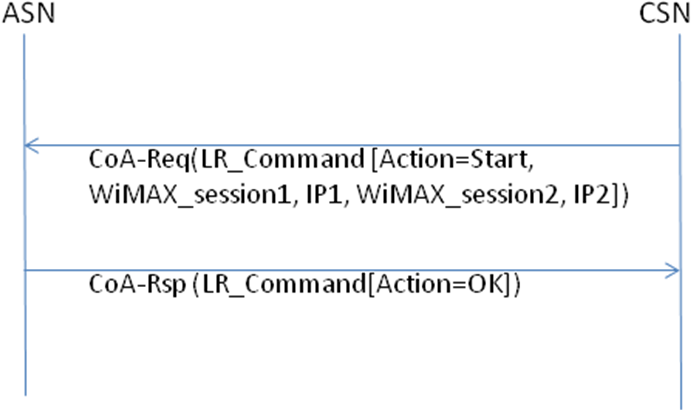 ASN
CSN
CoA-Req(LR_Command [Action=Start,
WiMAX_session1, IP1, WiMAX_session2, IP2])
CoA-Rsp (LR_Command[Action=OK])